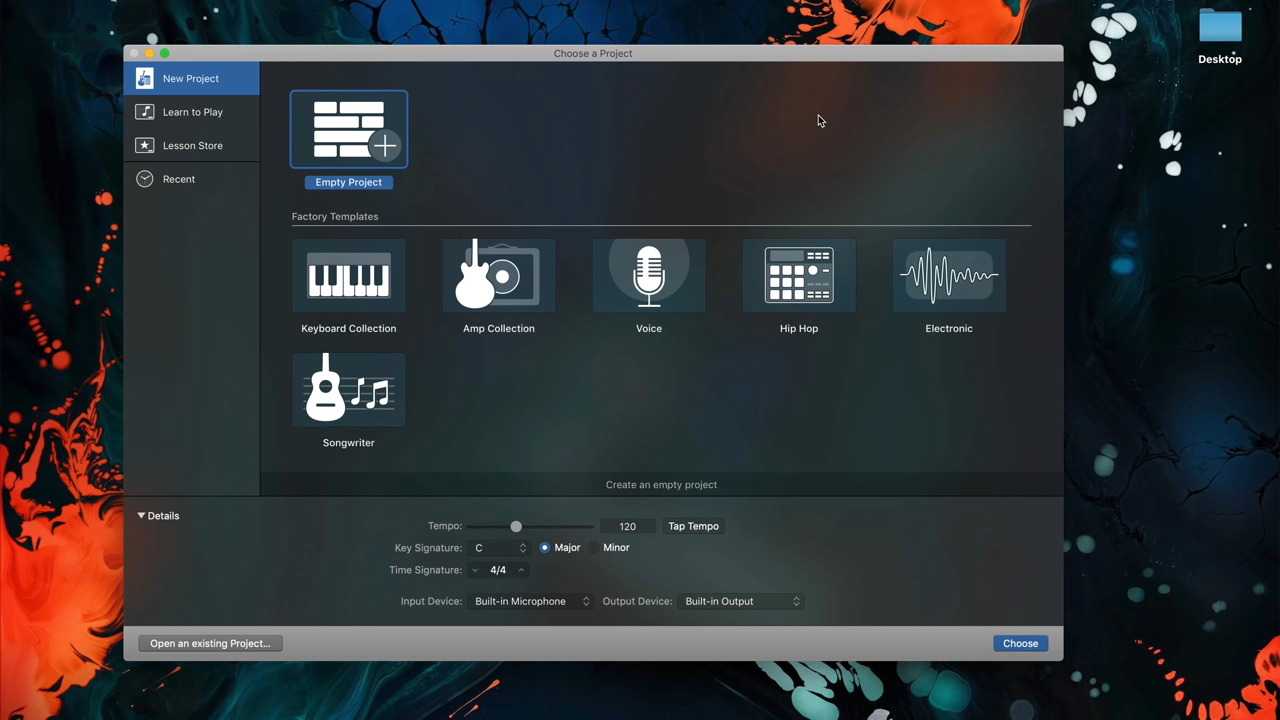 Choose a Project
Desktop
New Project
Learn to Play
Lesson Store
Recent
Empty Project
Factory Templates
Keyboard Collection
Amp Collection
Voice
Hip Hop
Electronic
Songwriter
Create an empty project
Details
Tempo: 120 Tap Tempo
Key Signature: C Major Minor
Time Signature: 4/4
Input Device: Built-in Microphone Output Device: Built-in Output
Open an existing Project... Choose